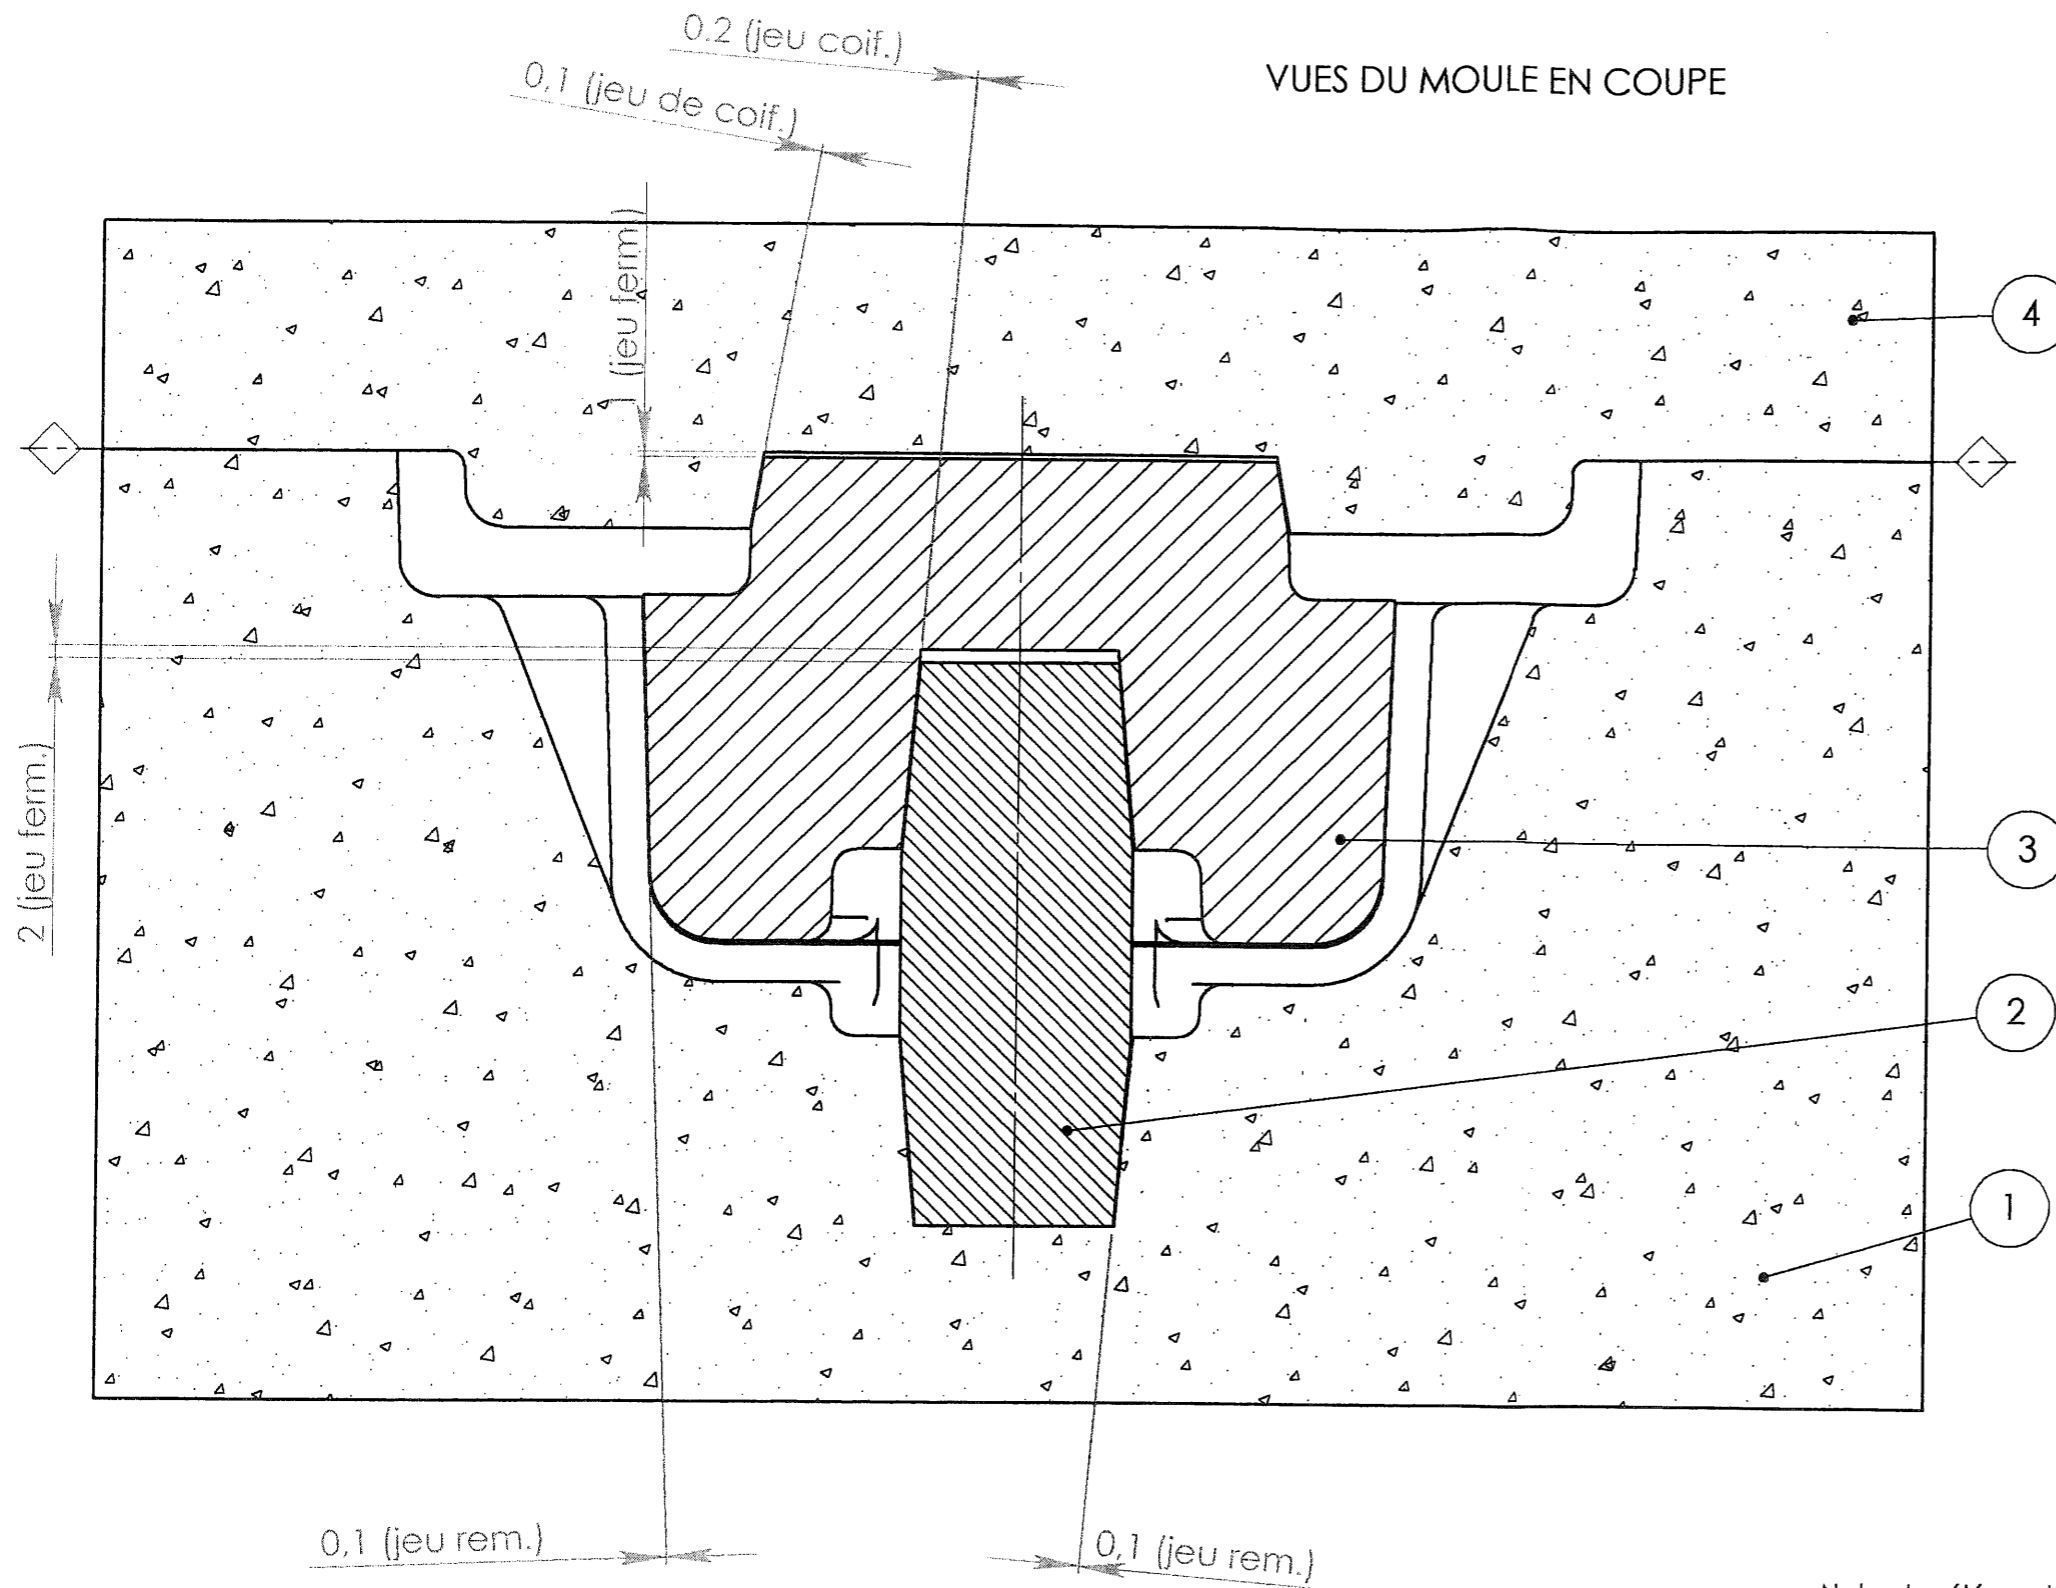 0.2 (jeu coif.)
VUES DU MOULE EN COUPE
0,1 (jeu de coif.)
(jeu ferm.)
4
2 (jeu ferm.)
3
2
1
0,1 (jeu rem.)
0,1 (jeu rem.)